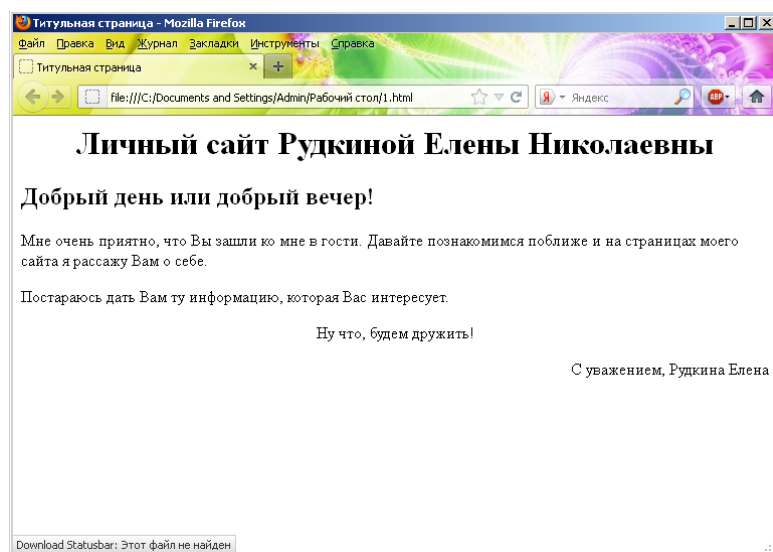 Титульная страница - Mozilla Firefox
Файл Правка Вид Журнал Закладки Инструменты Справка
Титульная страница
file:///C:/Documents and Settings/Admin/Рабочий стол/1.html Яндекс ABP
Личный сайт Рудкиной Елены Николаевны
Добрый день или добрый вечер!
Мне очень приятно, что Вы зашли ко мне в гости. Давайте познакомимся поближе и на страницах моего
сайта я рассажу Вам о себе.
Постараюсь дать Вам ту информацию, которая Вас интересует.
Ну что, будем дружить!
С уважением, Рудкина Елена
Download Statusbar: Этот файл не найден